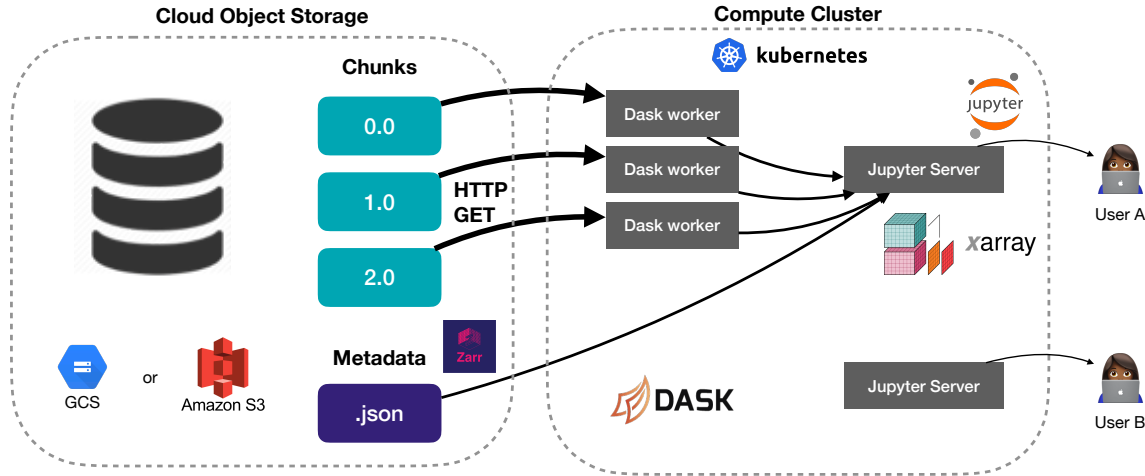 Cloud Object Storage
Compute Cluster
Chunks
0.0
1.0
2.0
HTTP
GET
Metadata
Zarr
.json
GCS
or
Amazon S3
kubernetes
Dask worker
Dask worker
Dask worker
jupyter
Jupyter Server
xarray
DASK
Jupyter Server
User A
User B